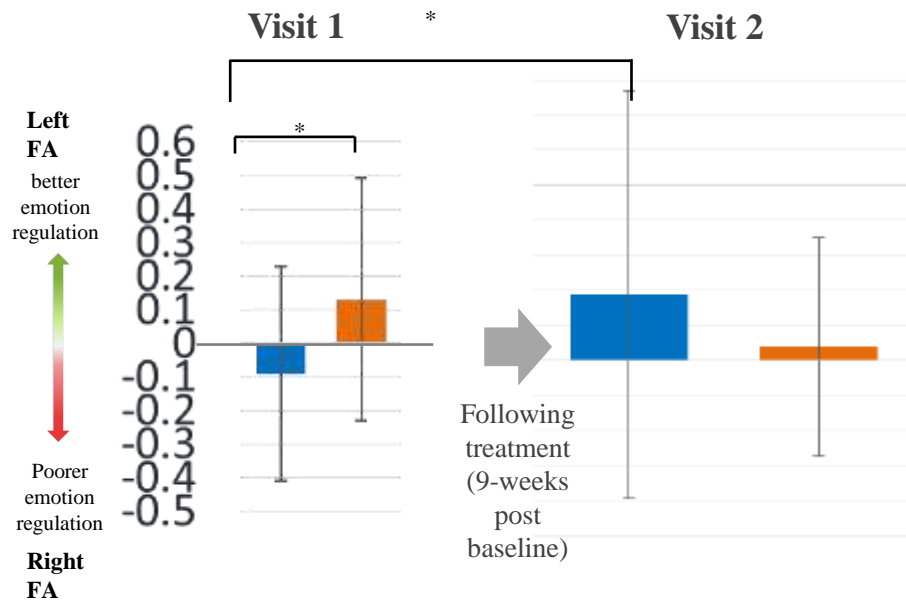 Visit 1
*
Visit 2
*
Left
FA
better
emotion
regulation
Poorer
emotion
regulation
Right
FA
0.6
0.5
0.4
0.3
0.2
0.1
0
-0.1
-0.2
-0.3
-0.4
-0.5
Following
treatment
(9-weeks
post
baseline)